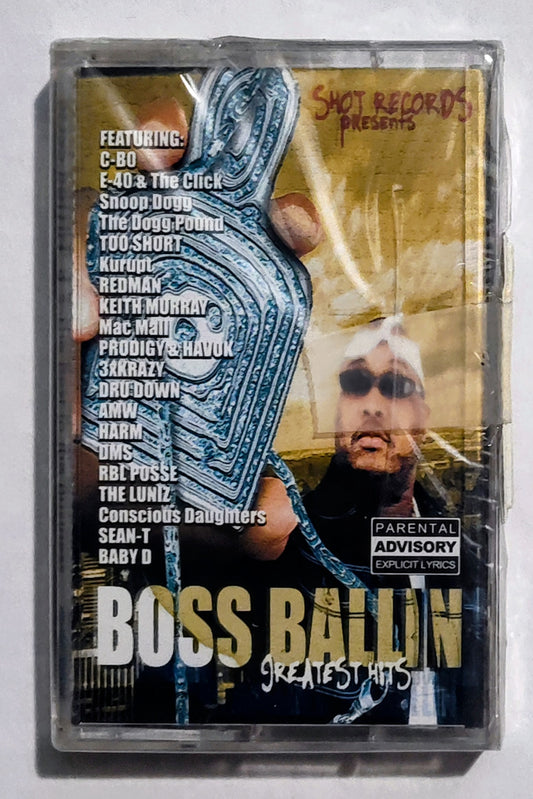 SHOT RECORDS
presents
FEATURING:
C-BO
E-40 & The Click
Snoop Dogg
The Dogg Pound
TOO SHORT
Kurupt
REDMAN
KEITH MURRAY
Mac Mall
PRODIGY & HAVOK
3XKRAZY
DRU DOWN
AMW
HARM
DMS
RBL POSSE
THE LUNIZ
Conscious Daughters
SEAN-T
BABY D
PARENTAL
ADVISORY
EXPLICIT LYRICS
BOSS BALLIN
GREATEST HITS